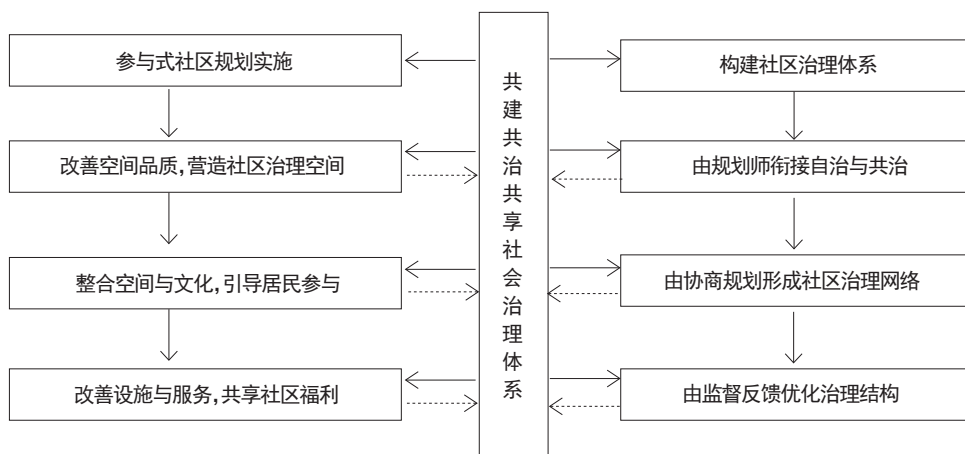 参与式社区规划实施
改善空间品质,营造社区治理空间
整合空间与文化,引导居民参与
改善设施与服务,共享社区福利
共建共治共享社会治理体系
构建社区治理体系
由规划师衔接自治与共治
由协商规划形成社区治理网络
由监督反馈优化治理结构